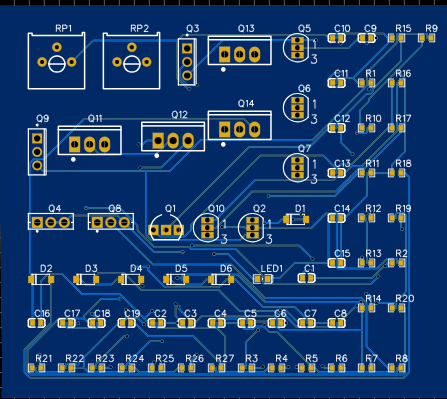 RP1 RP2 Q3 Q13 Q5 C10 C9 R15 R9
1
3
C11 R1 R16
Q6
Q9 Q11 Q12 Q14 1 C12 R10 R17
3
Q7
1 C13 R11 R18
3
Q4 Q8 Q1 Q10 Q2 D1 C14 R12 R19
1 1
3 3
C15 R13 R2
D2 D3 D4 D5 D6 LED1 C1
R14 R20
C16 C17 C18 C19 C2 C3 C4 C5 C6 C7 C8
R21 R22 R23 R24 R25 R26 R27 R3 R4 R5 R6 R7 R8